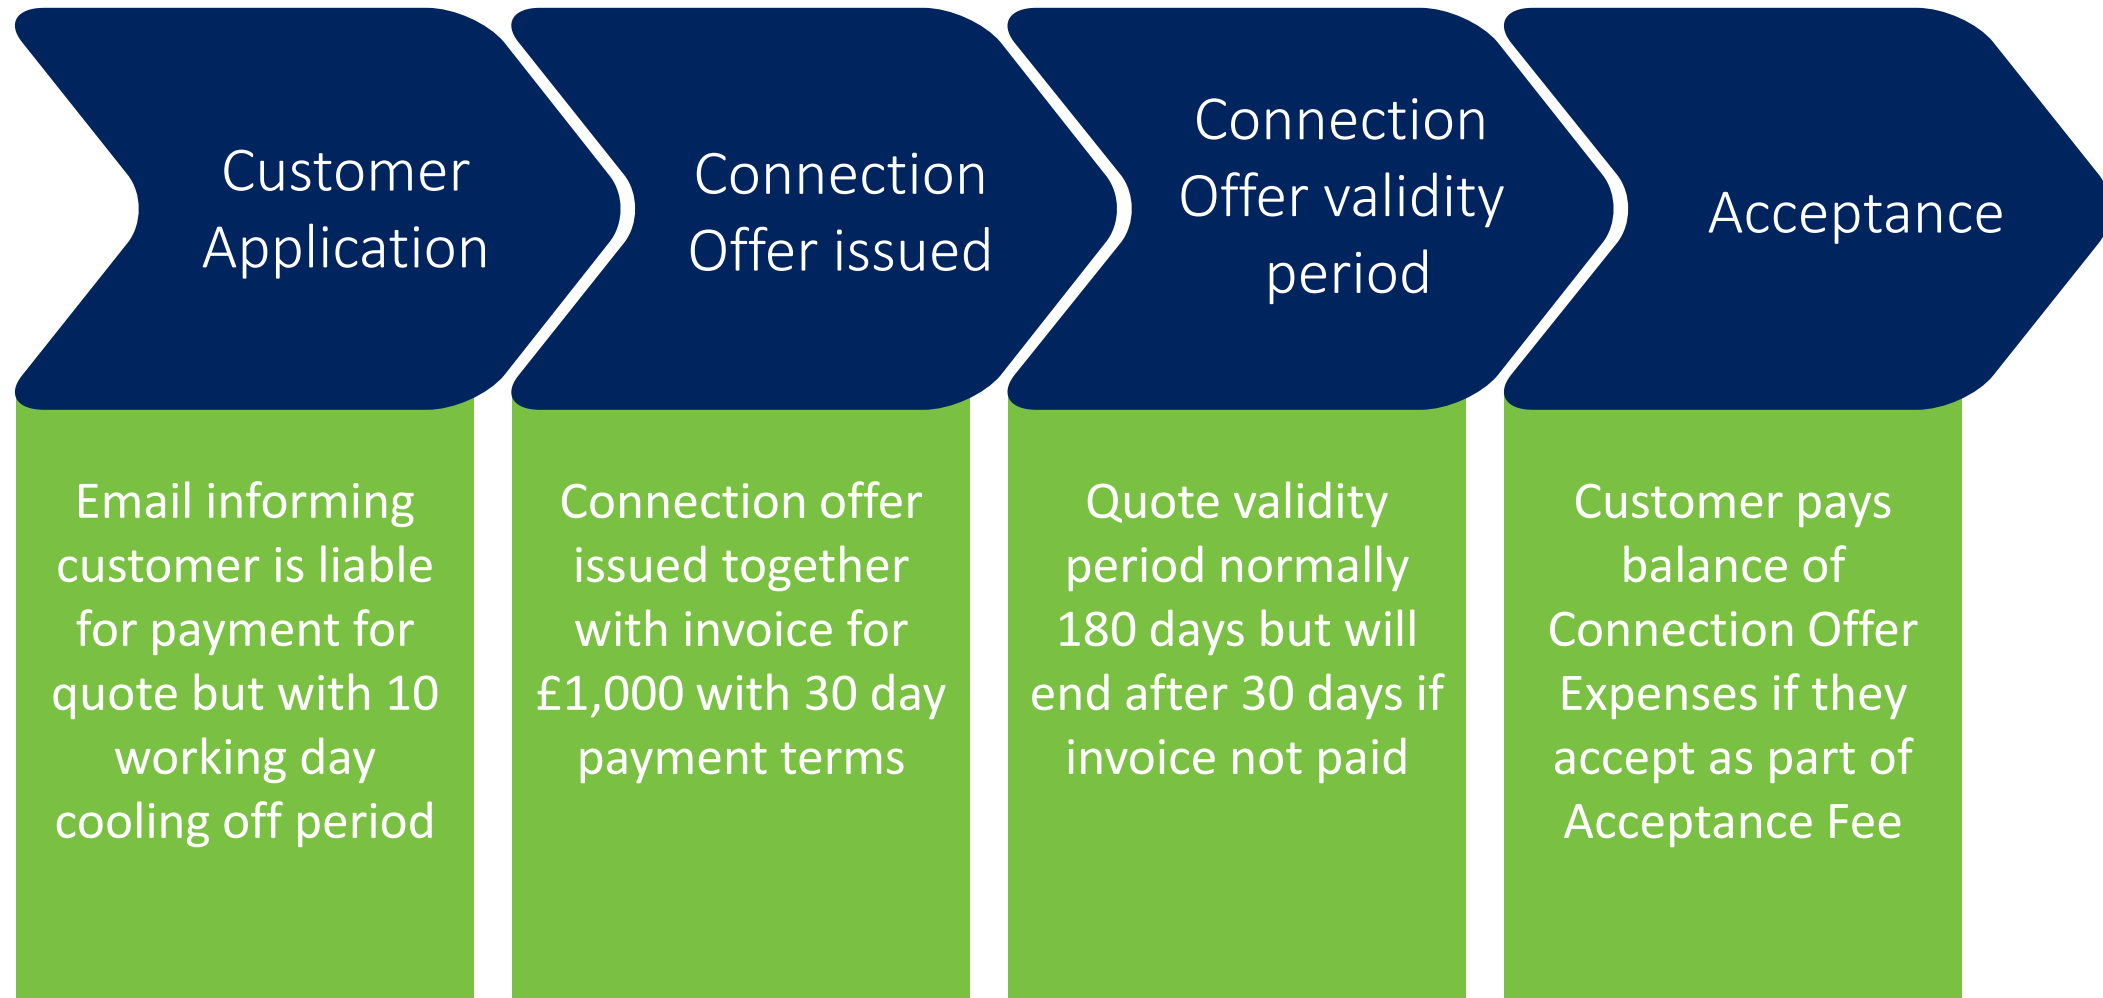 Customer
Application
Connection
Offer issued
Connection
Offer validity
period
Acceptance
Email informing
customer is liable
for payment for
quote but with 10
working day
cooling off period
Connection offer
issued together
with invoice for
£1,000 with 30 day
payment terms
Quote validity
period normally
180 days but will
end after 30 days if
invoice not paid
Customer pays
balance of
Connection Offer
Expenses if they
accept as part of
Acceptance Fee